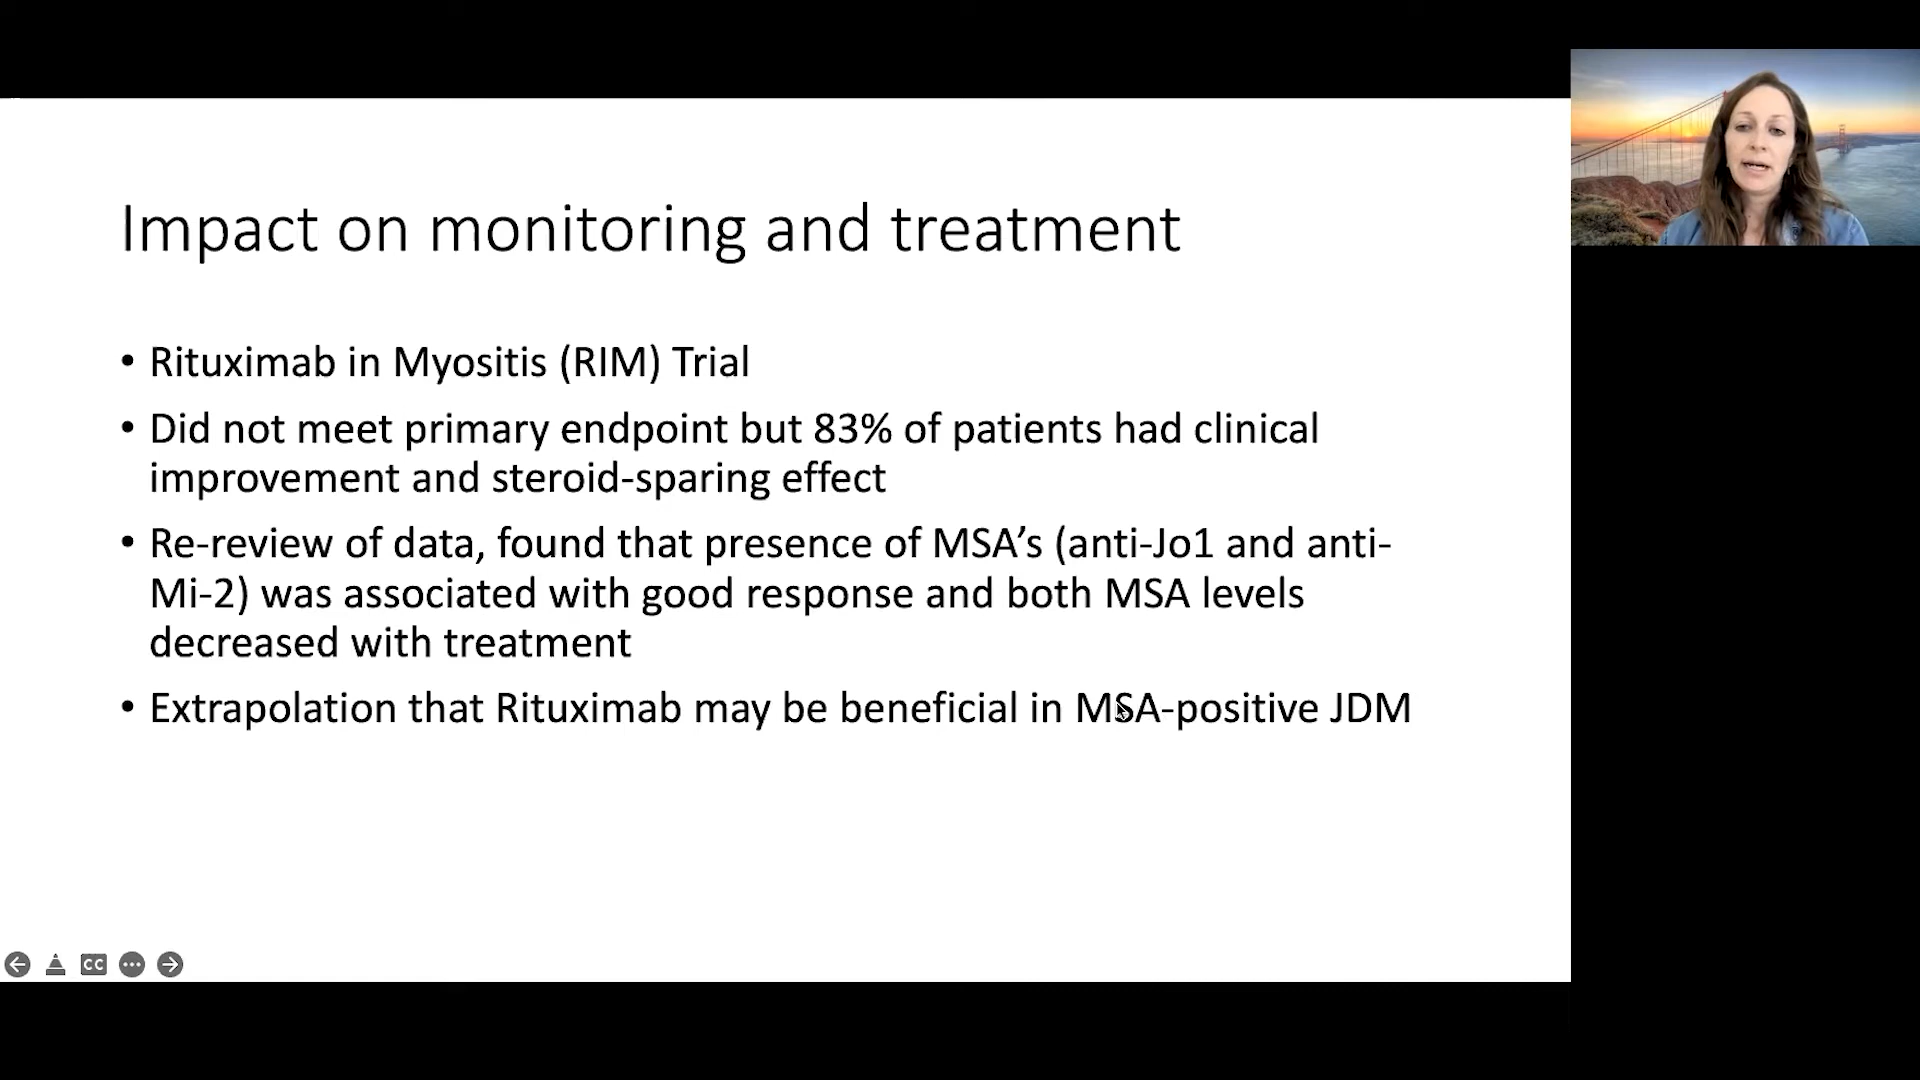 Impact on monitoring and treatment
• Rituximab in Myositis (RIM) Trial
• Did not meet primary endpoint but 83% of patients had clinical
improvement and steroid-sparing effect
• Re-review of data, found that presence of MSA’s (anti-Jo1 and anti-
Mi-2) was associated with good response and both MSA levels
decreased with treatment
• Extrapolation that Rituximab may be beneficial in MSA-positive JDM
CC